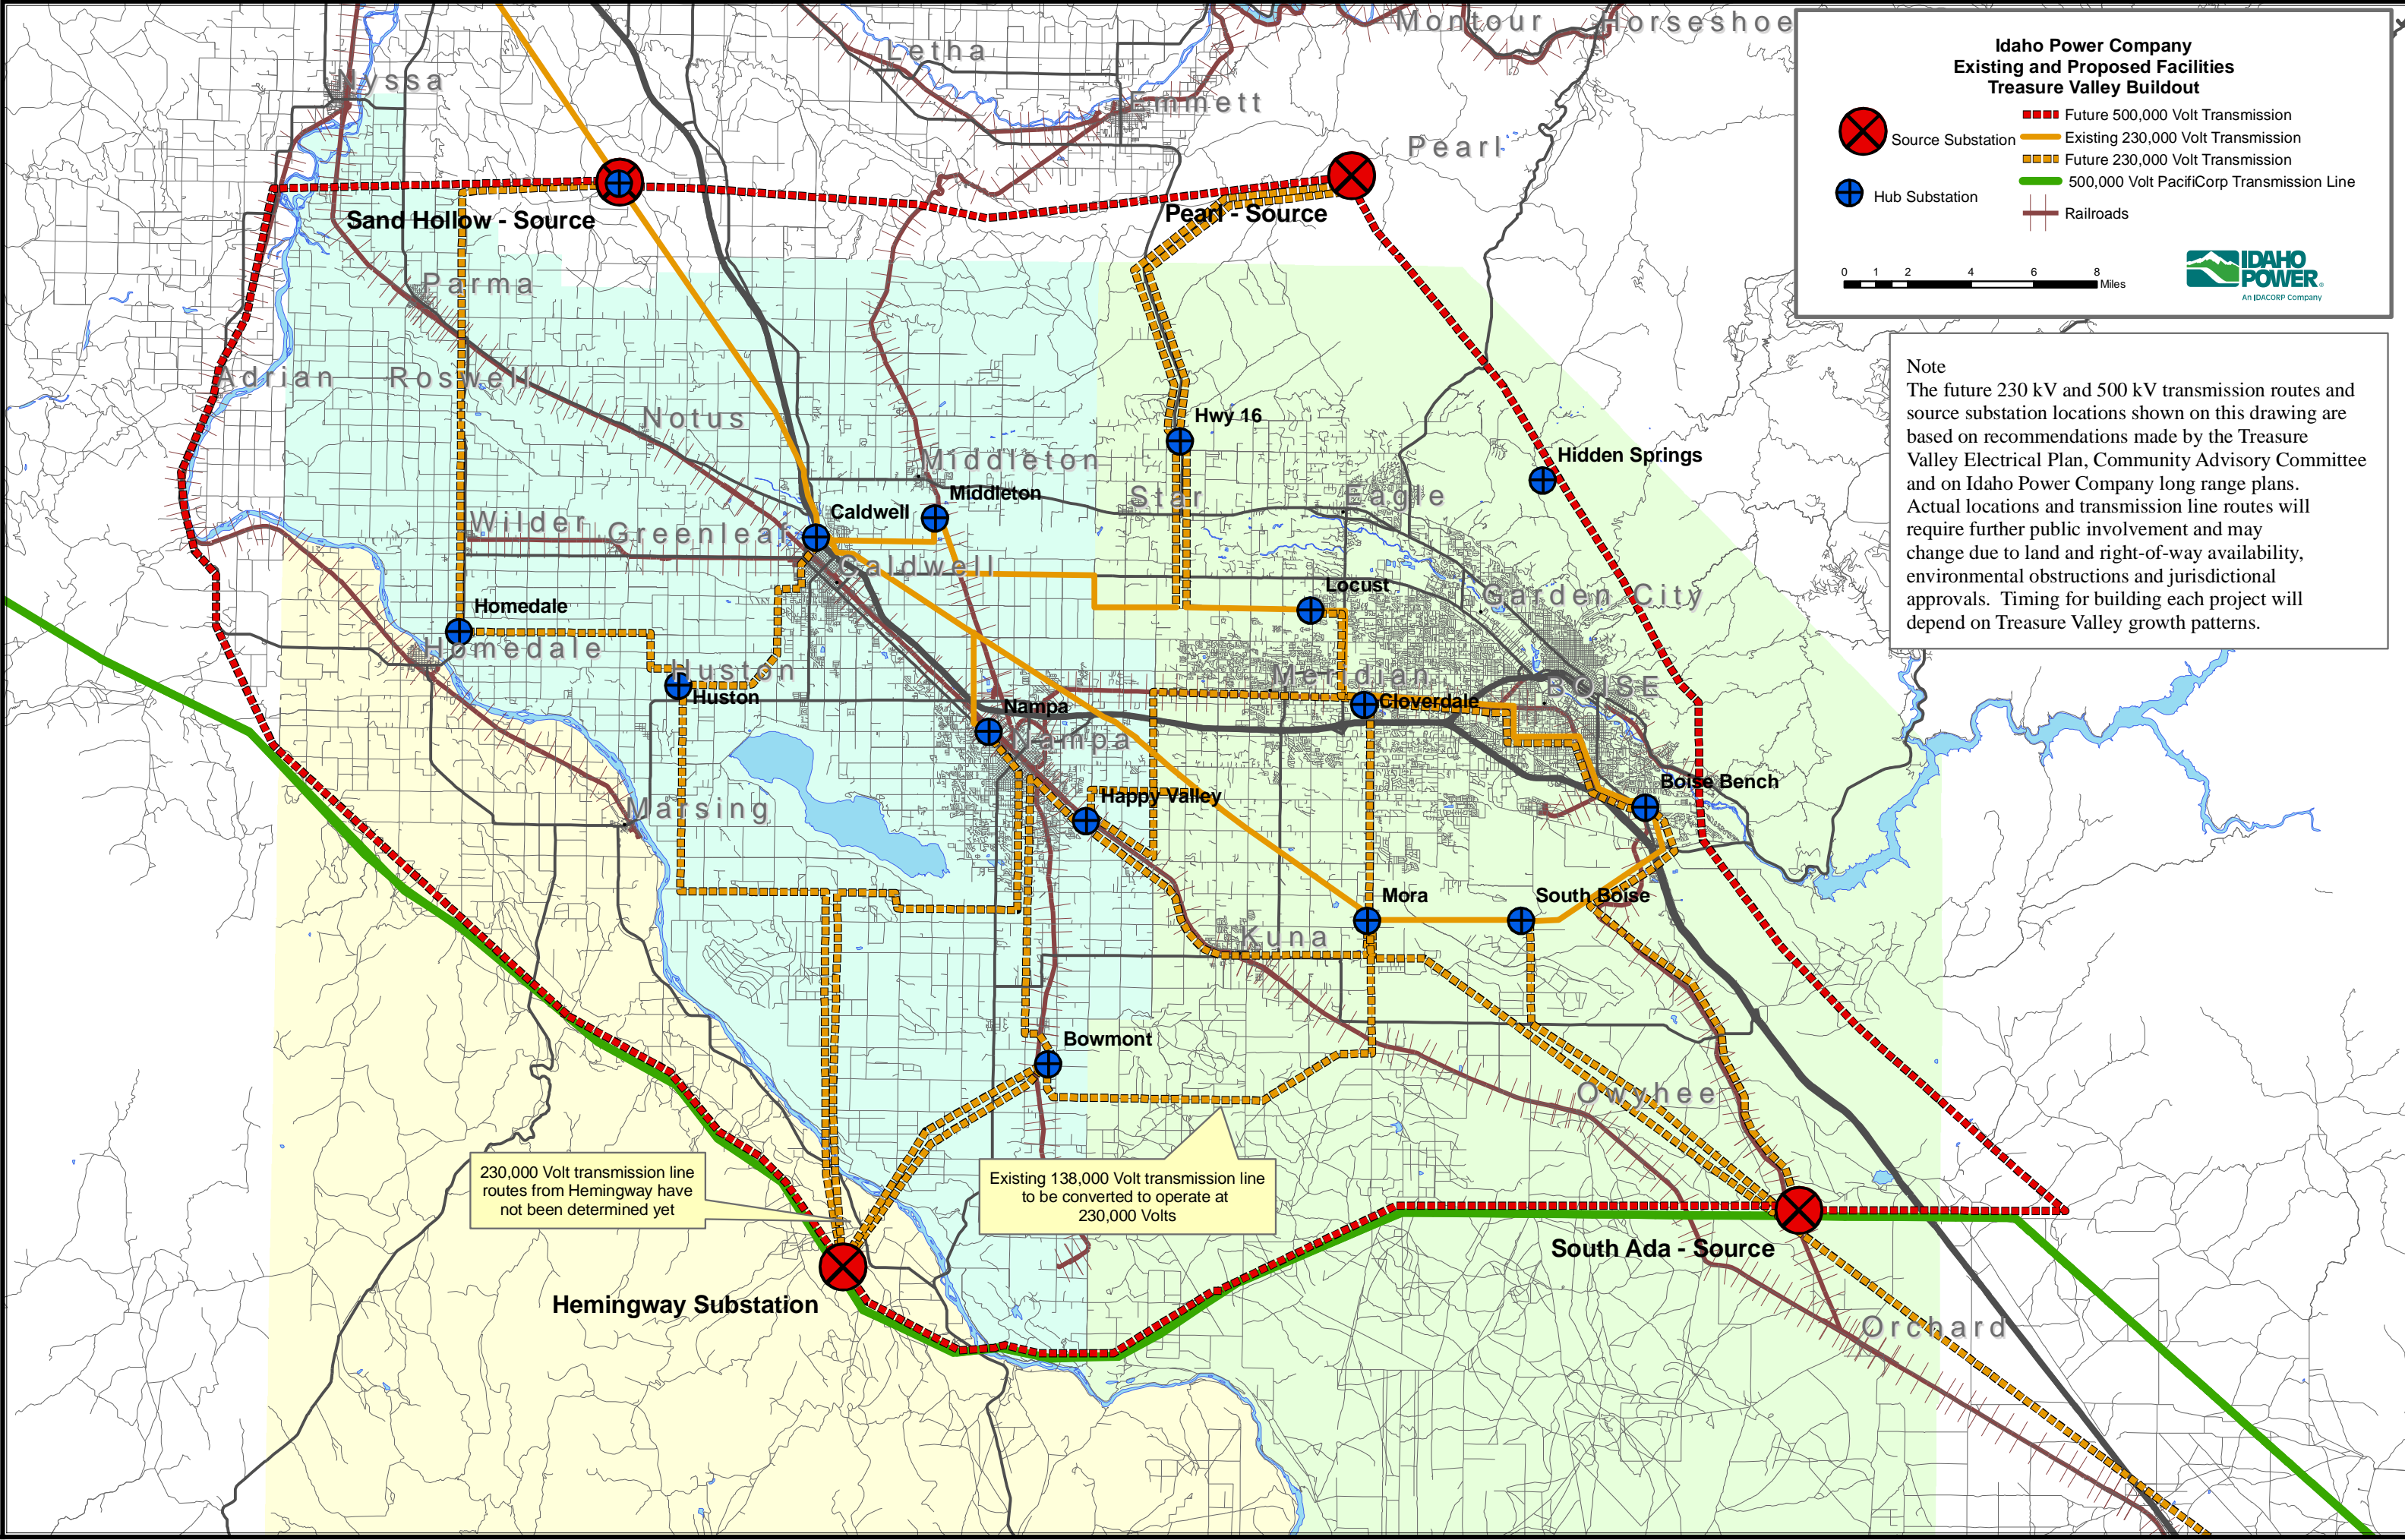 Montour
Horseshoe
Letha
Nyssa
Emmett
Pearl
Idaho Power Company
Existing and Proposed Facilities
Treasure Valley Buildout
Source Substation
Hub Substation
Future 500,000 Volt Transmission
Existing 230,000 Volt Transmission
Future 230,000 Volt Transmission
500,000 Volt PacifiCorp Transmission Line
Railroads
0 1 2 4 6 8
Miles
IDAHO
POWER®
An IDACORP Company
Note
The future 230 kV and 500 kV transmission routes and
source substation locations shown on this drawing are
based on recommendations made by the Treasure
Valley Electrical Plan, Community Advisory Committee
and on Idaho Power Company long range plans.
Actual locations and transmission line routes will
require further public involvement and may
change due to land and right-of-way availability,
environmental obstructions and jurisdictional
approvals. Timing for building each project will
depend on Treasure Valley growth patterns.
Sand Hollow - Source
Pearl - Source
Parma
Adrian
Roswell
Notus
Hwy 16
Middleton
Hidden Springs
Middleton
Star
Eagle
Caldwell
Wilder
Greenleaf
Caldwell
Locust
Garden City
Homedale
Homedale
Huston
Huston
Meridian
BOISE
Cloverdale
Nampa
Nampa
Boise Bench
Happy Valley
Marsing
Mora
South Boise
Kuna
Bowmont
Owyhee
230,000 Volt transmission line
routes from Hemingway have
not been determined yet
Existing 138,000 Volt transmission line
to be converted to operate at
230,000 Volts
South Ada - Source
Hemingway Substation
Orchard